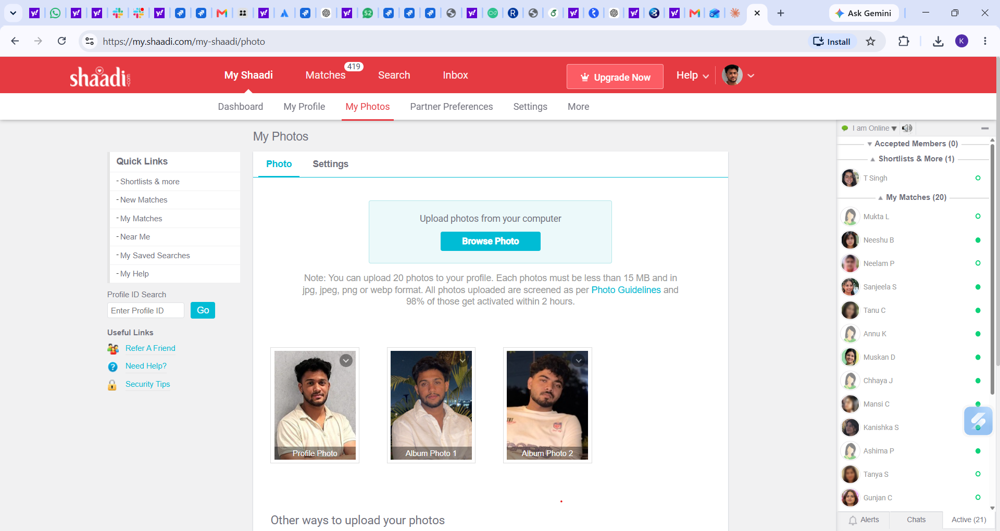 Ask Gemini
https://my.shaadi.com/my-shaadi/photo
Install
K
shaadi.com
My Shaadi
Matches
419
Search
Inbox
Upgrade Now
Help
Dashboard
My Profile
My Photos
Partner Preferences
Settings
More
My Photos
Quick Links
- Shortlists & more
- New Matches
- My Matches
- Near Me
- My Saved Searches
- My Help
Profile ID Search
Enter Profile ID
Go
Useful Links
Refer A Friend
Need Help?
Security Tips
Photo
Settings
Upload photos from your computer
Browse Photo
Note: You can upload 20 photos to your profile. Each photos must be less than 15 MB and in
jpg, jpeg, png or webp format. All photos uploaded are screened as per Photo Guidelines and
98% of those get activated within 2 hours.
Profile Photo
Album Photo 1
Album Photo 2
Other ways to upload your photos
I am Online
Accepted Members (0)
Shortlists & More (1)
T Singh
My Matches (20)
Mukta L
Neeshu B
Neelam P
Sanjeela S
Tanu C
Annu K
Muskan D
Chhaya J
Mansi C
Kanishka S
Ashima P
Tanya S
Gunjan C
Alerts
Chats
Active (21)